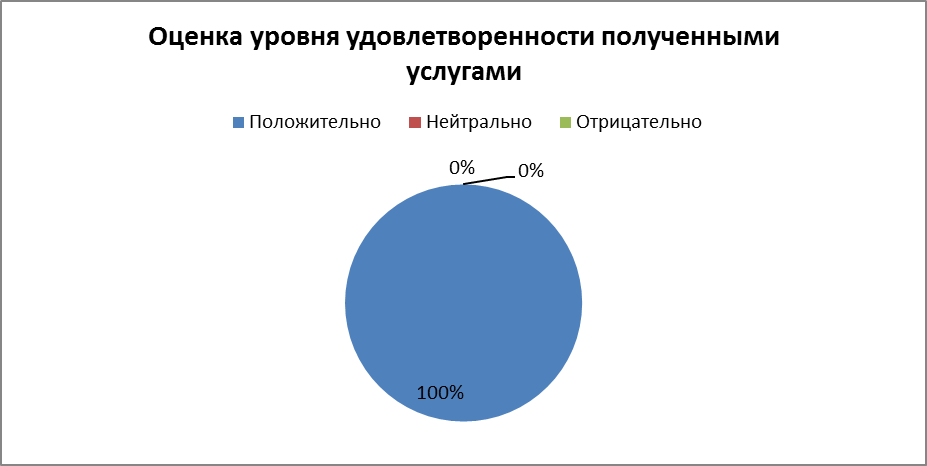 Оценка уровня удовлетворенности полученными
услугами
Положительно Нейтрально Отрицательно
0% 0%
100%